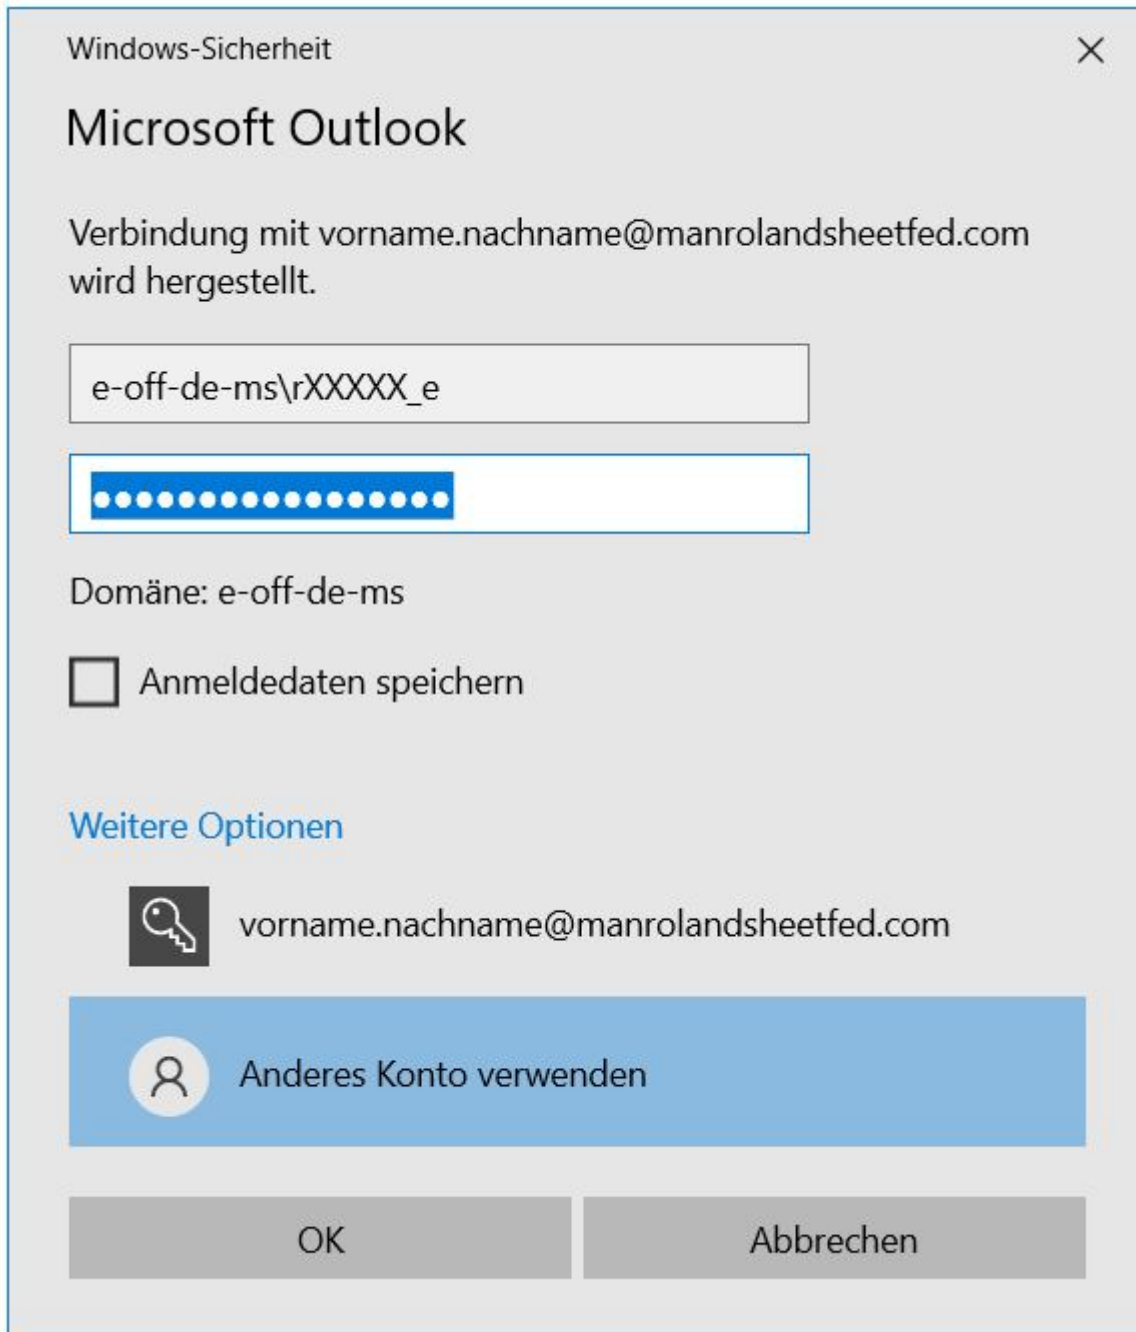 Windows-Sicherheit
Microsoft Outlook
Verbindung mit vorname.nachname@manrolandsheetfed.com
wird hergestellt.
e-off-de-ms\rXXXXX_e
●●●●●●●●●●●●●●●●●
Domäne: e-off-de-ms
Anmeldedaten speichern
Weitere Optionen
vorname.nachname@manrolandsheetfed.com
Anderes Konto verwenden
OK
Abbrechen